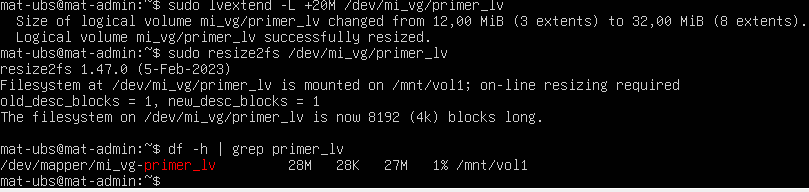 mat-ubs@mat-admin:~$ sudo lvextend -L +20M /dev/mi_vg/primer_lv
  Size of logical volume mi_vg/primer_lv changed from 12,00 MiB (3 extents) to 32,00 MiB (8 extents).
  Logical volume mi_vg/primer_lv successfully resized.
mat-ubs@mat-admin:~$ sudo resize2fs /dev/mi_vg/primer_lv
resize2fs 1.47.0 (5-Feb-2023)
Filesystem at /dev/mi_vg/primer_lv is mounted on /mnt/vol1; on-line resizing required
old_desc_blocks = 1, new_desc_blocks = 1
The filesystem on /dev/mi_vg/primer_lv is now 8192 (4k) blocks long.

mat-ubs@mat-admin:~$ df -h | grep primer_lv
/dev/mapper/mi_vg-primer_lv         28M   28K   27M   1% /mnt/vol1
mat-ubs@mat-admin:~$